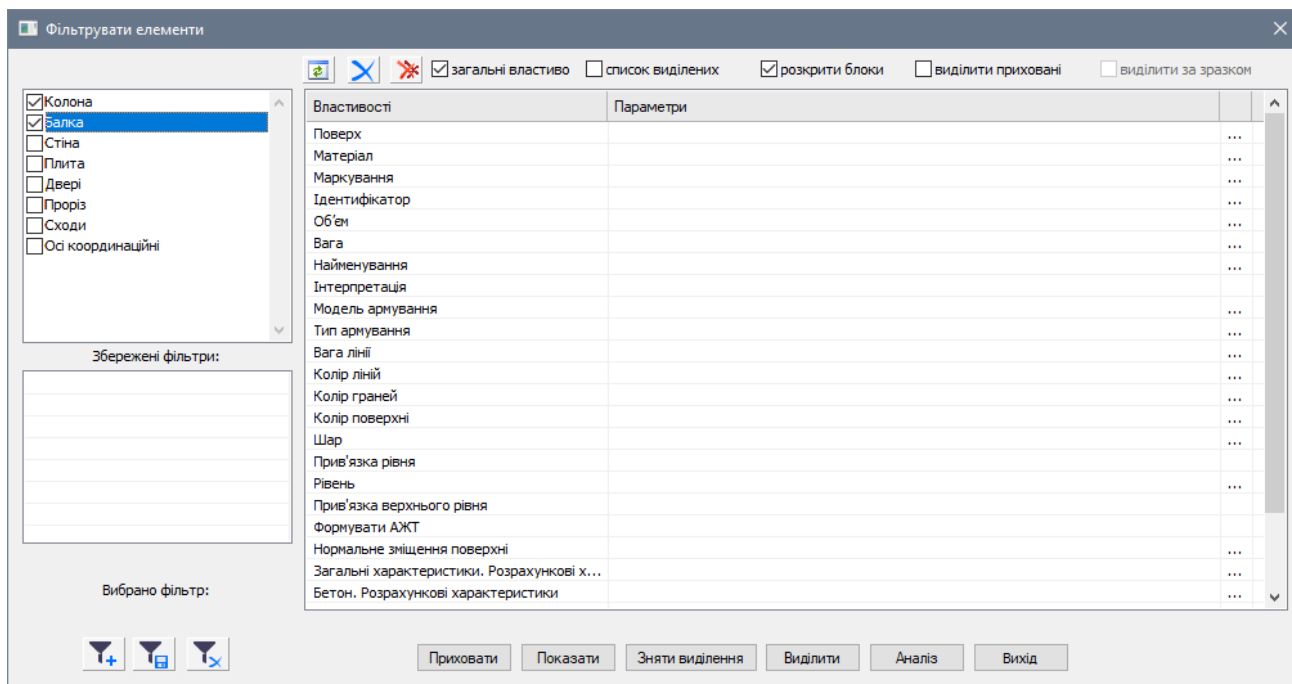 Фільтрувати елементи
загальні властиво список виділених розкрити блоки виділити приховані виділити за зразком
Колона
Балка
Стіна
Плита
Двері
Проріз
Сходи
Осі координаційні
Збережені фільтри:
Вибрано фільтр:
Властивості Параметри
Поверх ...
Матеріал ...
Маркування ...
Ідентифікатор ...
Об'єм ...
Вага ...
Найменування ...
Інтерпретація
Модель армування ...
Тип армування ...
Вага лінії ...
Колір ліній ...
Колір граней ...
Колір поверхні ...
Шар ...
Прив'язка рівня
Рівень ...
Прив'язка верхнього рівня
Формувати АЖТ
Нормальне зміщення поверхні ...
Загальні характеристики. Розрахункові х... ...
Бетон. Розрахункові характеристики ...
Приховати Показати Зняти виділення Виділити Аналіз Вихід